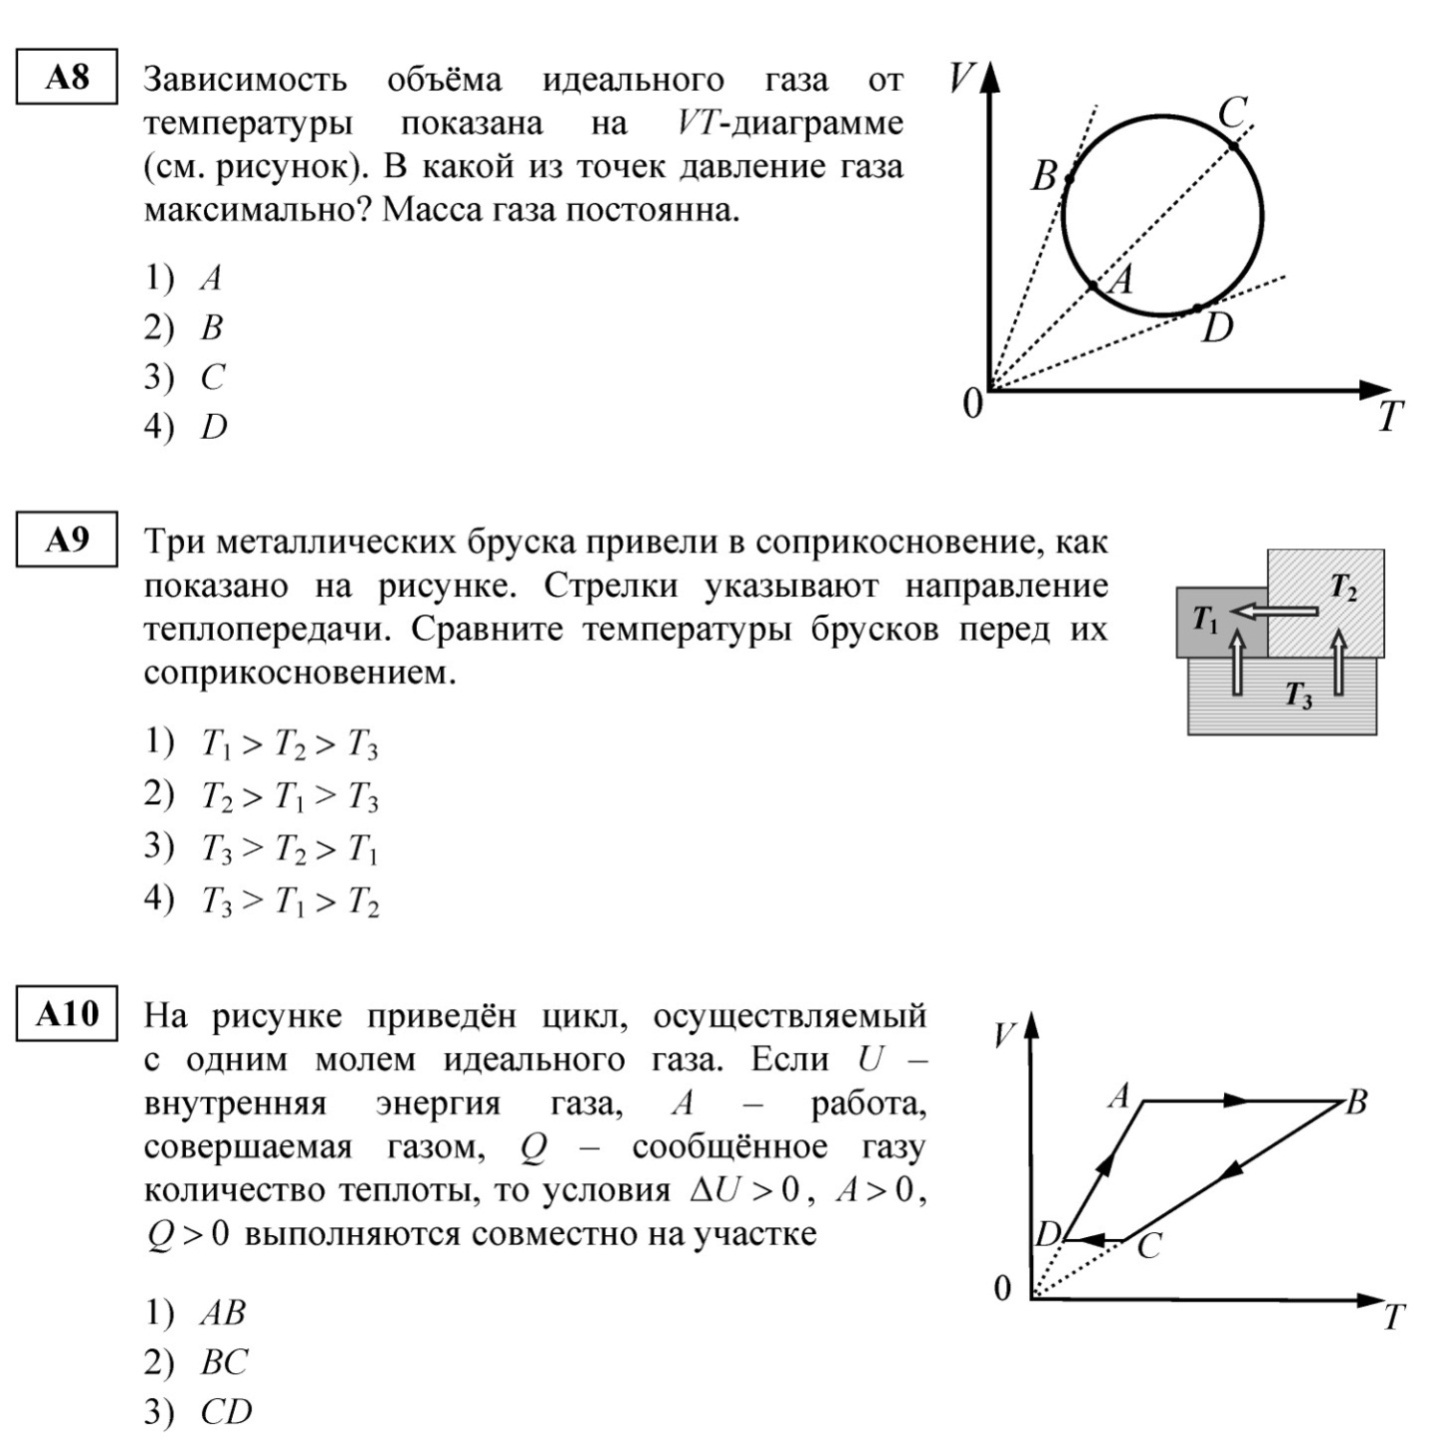 A8
Зависимость объёма идеального газа от
температуры показана на VT-диаграмме
(см. рисунок). В какой из точек давление газа
максимально? Масса газа постоянна.
1) A
2) B
3) C
4) D
V
C
B
A
D
0
T
A9
Три металлических бруска привели в соприкосновение, как
показано на рисунке. Стрелки указывают направление
теплопередачи. Сравните температуры брусков перед их
соприкосновением.
1) T₁ > T₂ > T₃
2) T₂ > T₁ > T₃
3) T₃ > T₂ > T₁
4) T₃ > T₁ > T₂
T₂
T₁
T₃
A10
На рисунке приведён цикл, осуществляемый
с одним молем идеального газа. Если U –
внутренняя энергия газа, A – работа,
совершаемая газом, Q – сообщённое газу
количество теплоты, то условия ΔU > 0, A > 0,
Q > 0 выполняются совместно на участке
1) AB
2) BC
3) CD
V
A
B
D
C
0
T